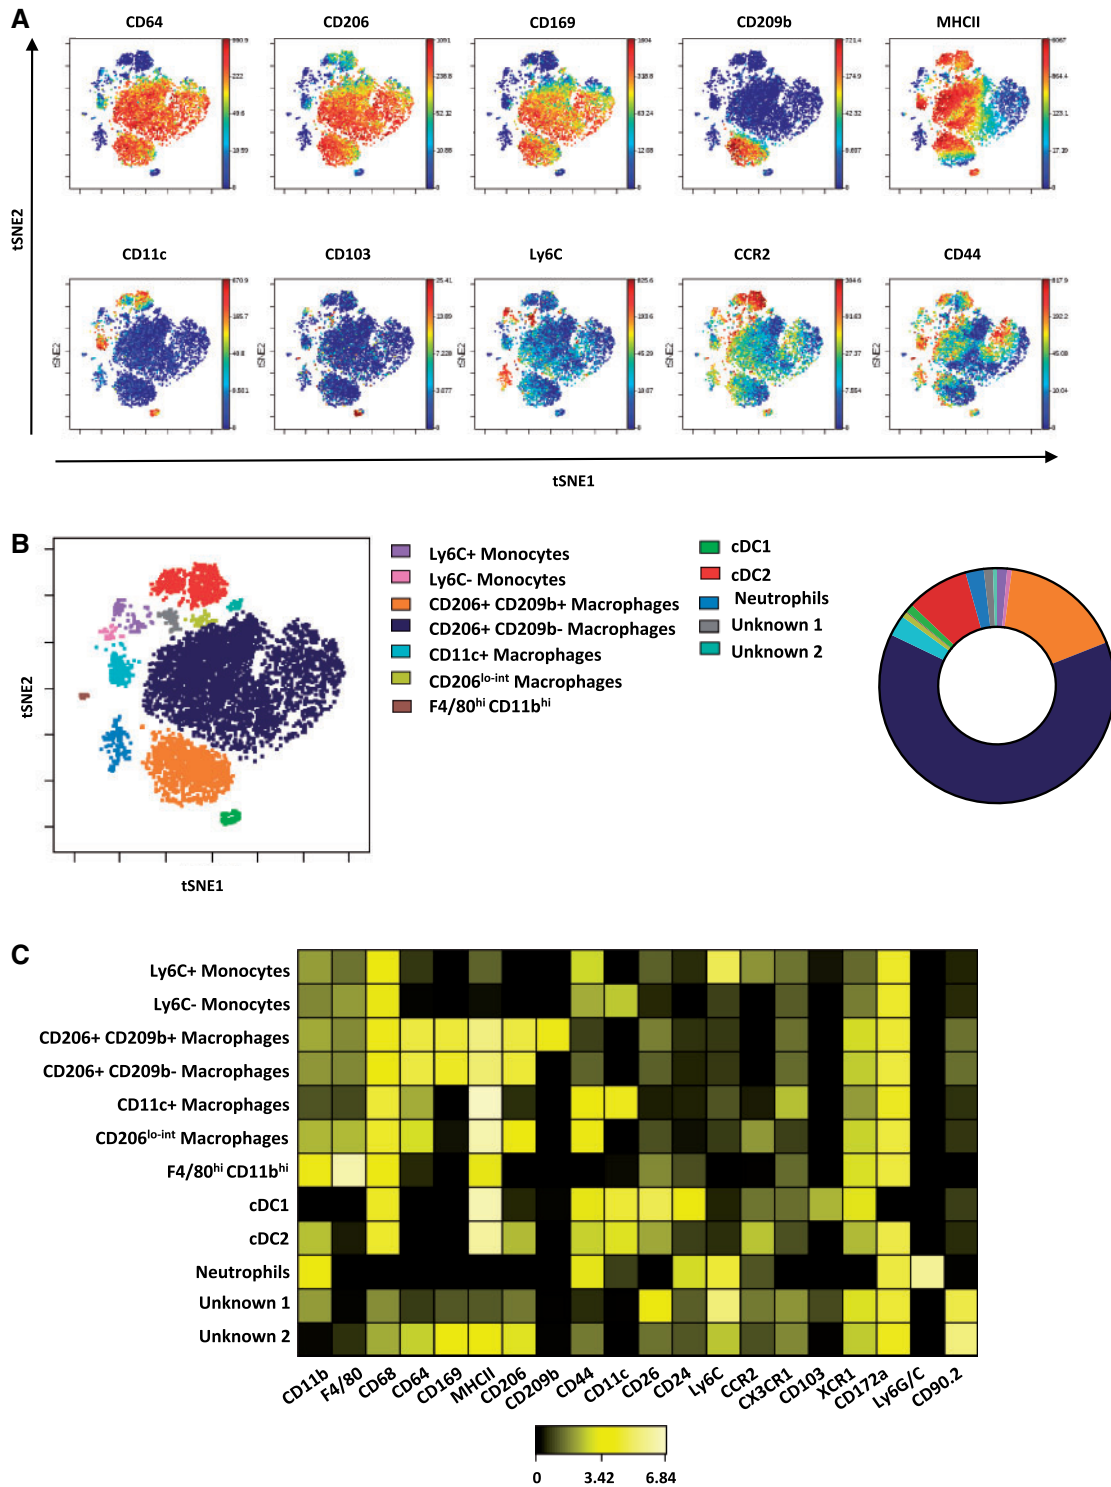 A
CD64 CD206 CD169 CD209b MHCII
tSNE2
CD11c CD103 Ly6C CCR2 CD44
tSNE1
B
tSNE2
tSNE1
Ly6C+ Monocytes
Ly6C- Monocytes
CD206+ CD209b+ Macrophages
CD206+ CD209b- Macrophages
CD11c+ Macrophages
CD206lo-int Macrophages
F4/80hi CD11bhi
cDC1
cDC2
Neutrophils
Unknown 1
Unknown 2
C
Ly6C+ Monocytes
Ly6C- Monocytes
CD206+ CD209b+ Macrophages
CD206+ CD209b- Macrophages
CD11c+ Macrophages
CD206lo-int Macrophages
F4/80hi CD11bhi
cDC1
cDC2
Neutrophils
Unknown 1
Unknown 2
CD11b F4/80 CD68 CD64 CD169 MHCII CD206 CD209b CD44 CD11c CD26 CD24 Ly6C CCR2 CX3CR1 CD103 XCR1 CD172a Ly6G/C CD90.2
0 3.42 6.84